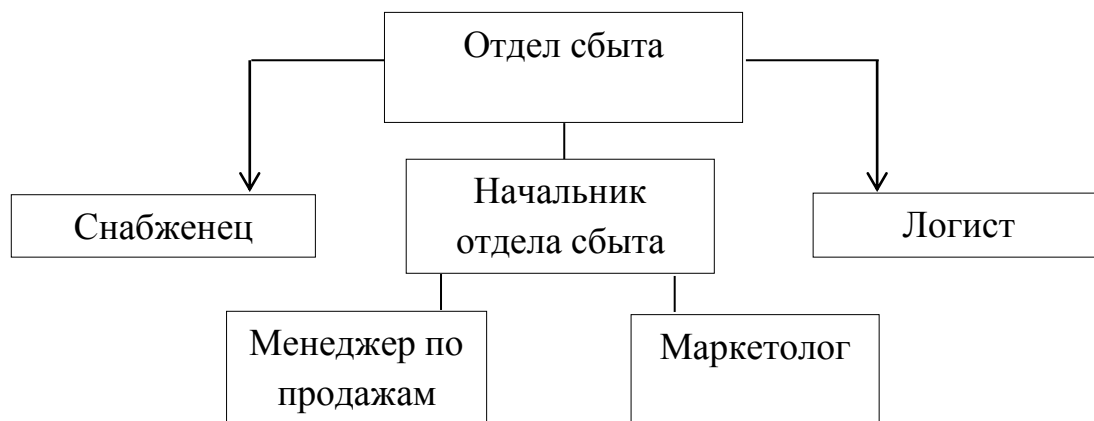 Отдел сбыта
Снабженец
Начальник
отдела сбыта
Логист
Менеджер по
продажам
Маркетолог